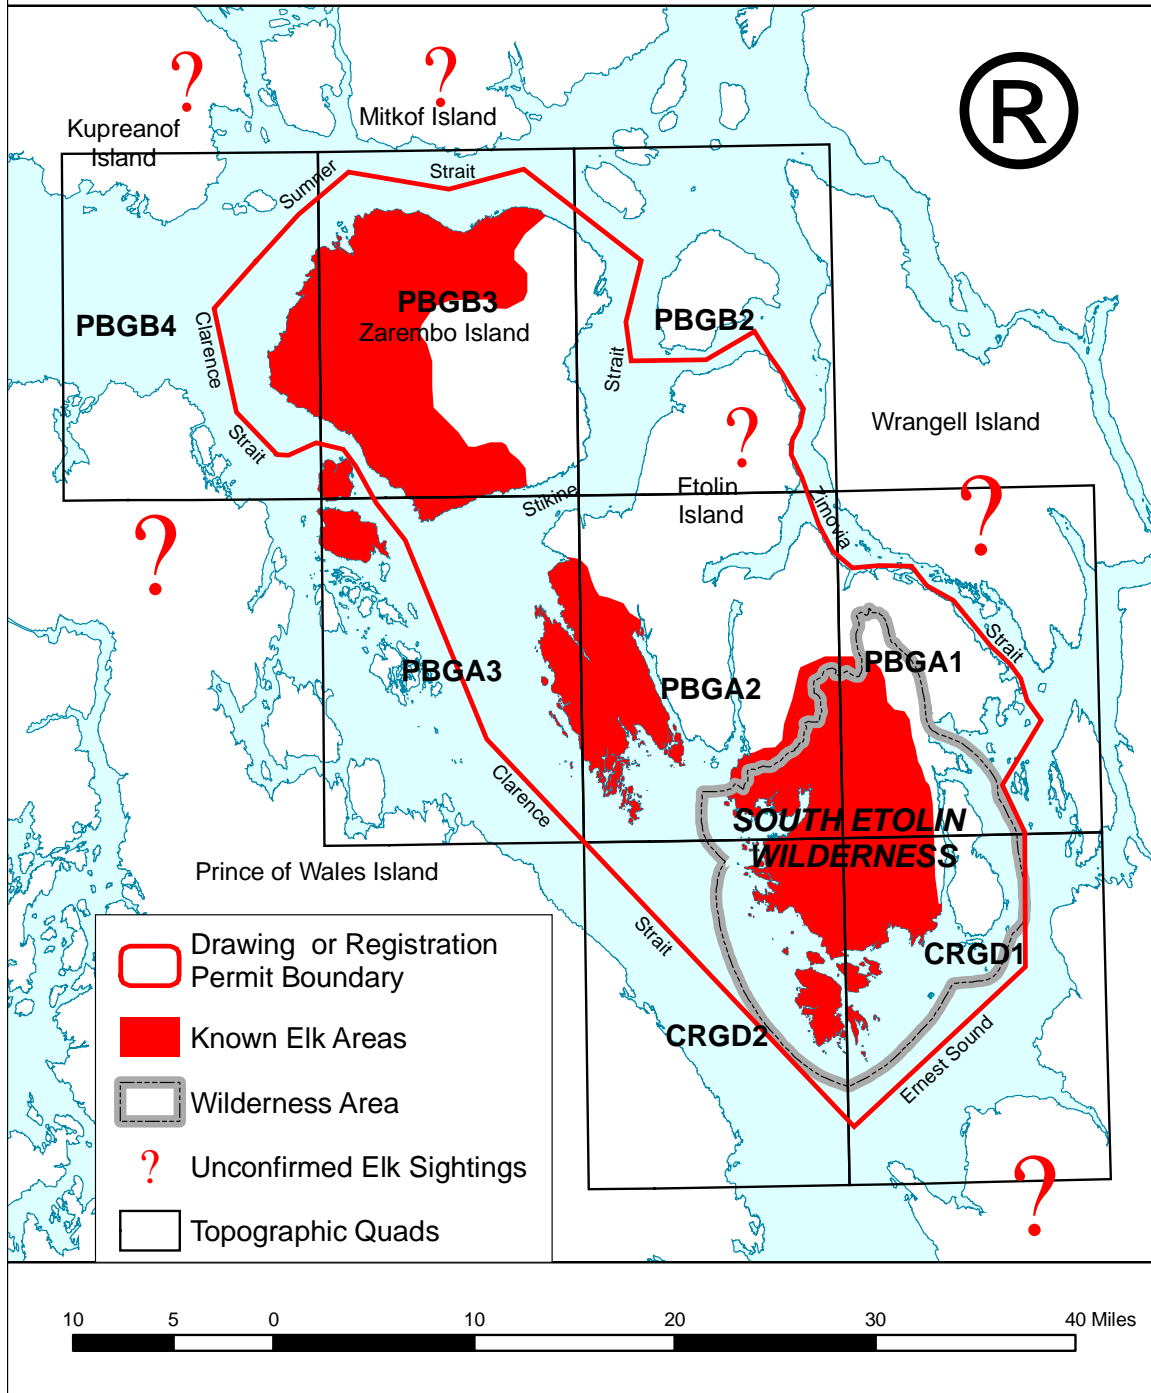 ?
?
Mitkof Island
Kupreanof
Island
®
Sumner
Strait
PBGB4
Clarence
PBGB3
Zarembo Island
PBGB2
Strait
Strait
?
Wrangell Island
Etolin
Island
Stikine
Zimovia
?
?
PBGA3
PBGA2
PBGA1
Strait
Clarence
SOUTH ETOLIN
WILDERNESS
Prince of Wales Island
Strait
CRGD1
CRGD2
Ernest Sound
?
Drawing or Registration
Permit Boundary
Known Elk Areas
Wilderness Area
? Unconfirmed Elk Sightings
Topographic Quads
10 5 0 10 20 30 40 Miles